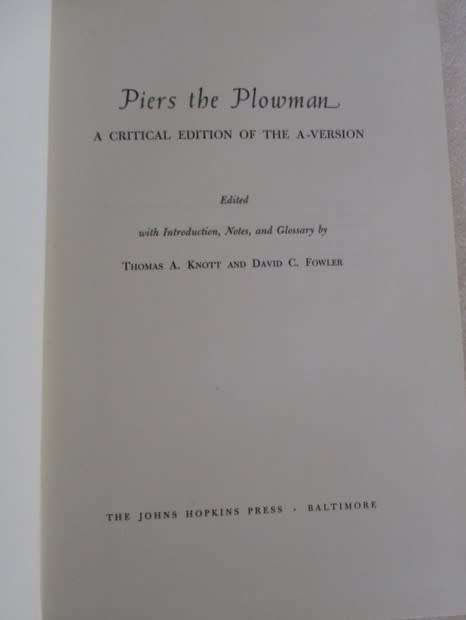 Piers the Plowman
A CRITICAL EDITION OF THE A-VERSION
Edited
with Introduction, Notes, and Glossary by
THOMAS A. KNOTT AND DAVID C. FOWLER
THE JOHNS HOPKINS PRESS · BALTIMORE